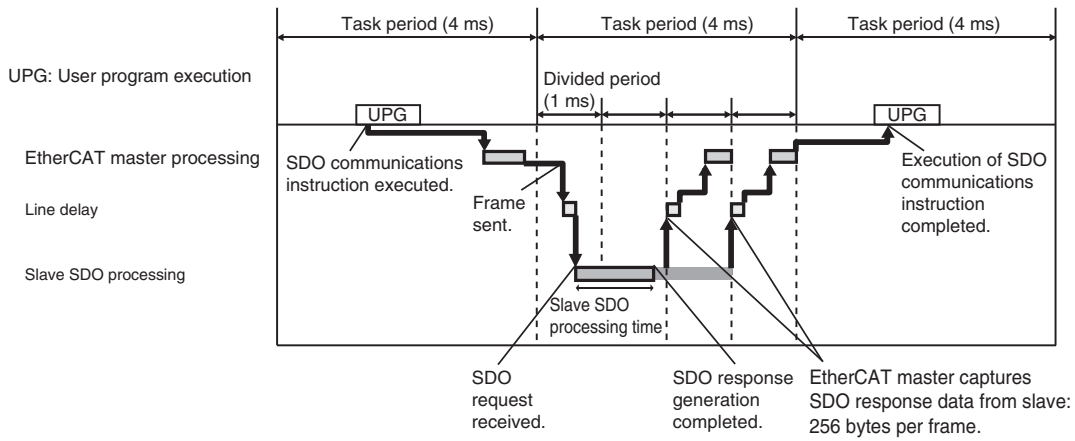 Task period (4 ms)
Task period (4 ms)
Task period (4 ms)
UPG: User program execution
Divided period
(1 ms)
UPG
UPG
EtherCAT master processing
SDO communications
instruction executed.
Execution of SDO
communications
instruction
completed.
Frame
sent.
Line delay
Slave SDO processing
Slave SDO
processing time
SDO
request
received.
SDO response
generation
completed.
EtherCAT master captures
SDO response data from slave:
256 bytes per frame.